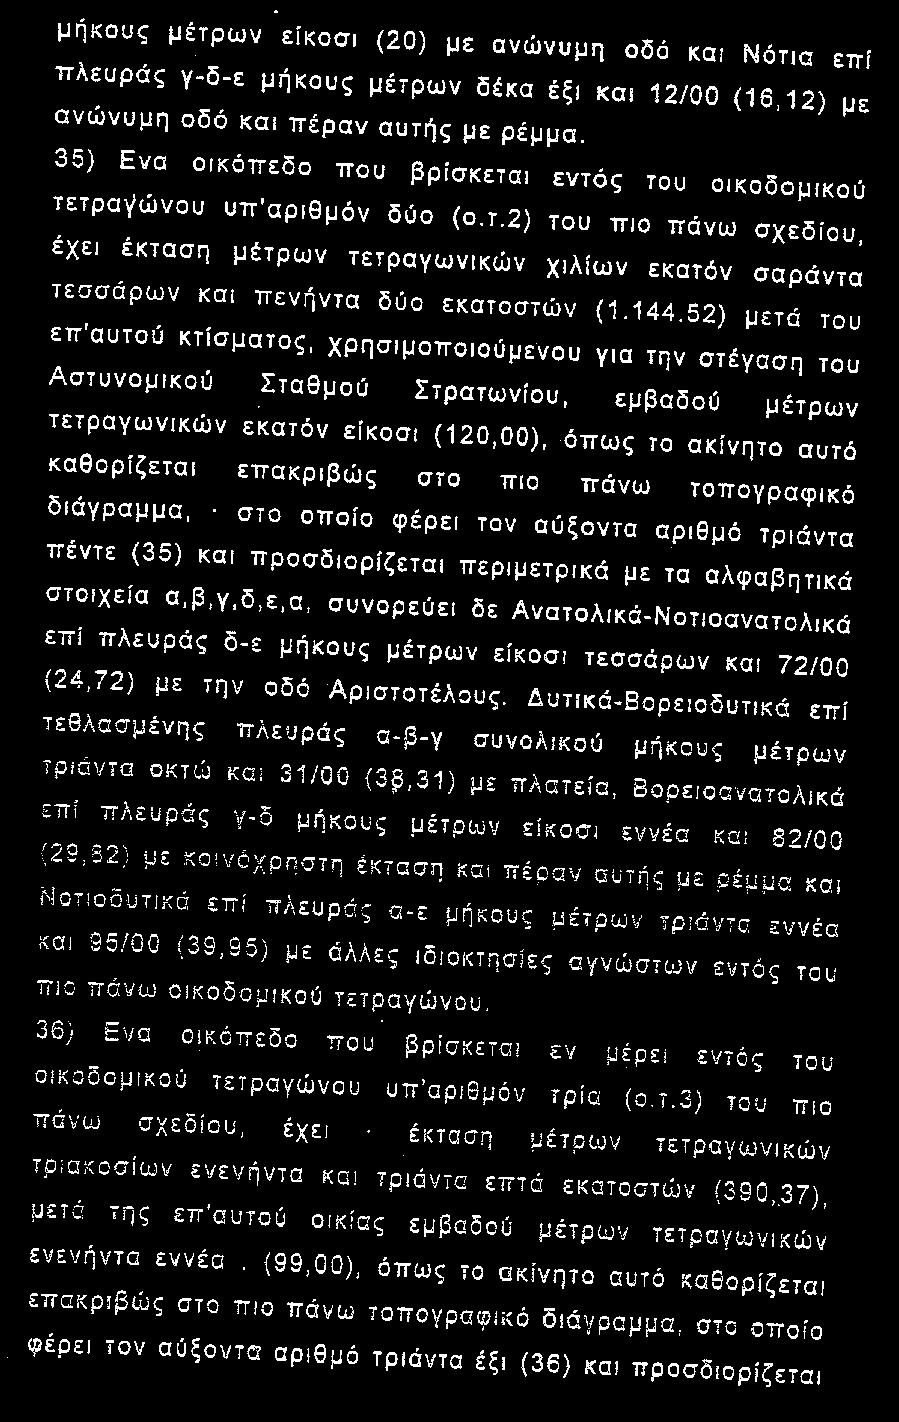 μήκους μέτρων είκοσι (20) με ανώνυμη οδό και Νότια επί
πλευράς γ-δ-ε μήκους μέτρων δέκα έξι και 12/00 (16,12) με
ανώνυμη οδό και πέραν αυτής με ρέμμα.
35) Ενα οικόπεδο που βρίσκεται εντός του οικοδομικού
τετραγώνου υπ'αριθμόν δύο (ο.τ.2) του πιο πάνω σχεδίου,
έχει έκταση μέτρων τετραγωνικών χιλίων εκατόν σαράντα
τεσσάρων και πενήντα δύο εκατοστών (1.144.52) μετά του
επ'αυτού κτίσματος, χρησιμοποιούμενου για την στέγαση του
Αστυνομικού Σταθμού Στρατωνίου, εμβαδού μέτρων
τετραγωνικών εκατόν είκοσι (120,00), όπως το ακίνητο αυτό
καθορίζεται επακριβώς στο πιο πάνω τοπογραφικό
διάγραμμα, στο οποίο φέρει τον αύξοντα αριθμό τριάντα
πέντε (35) και προσδιορίζεται περιμετρικά με τα αλφαβητικά
στοιχεία α,β,γ,δ,ε,α, συνορεύει δε Ανατολικά-Νοτιοανατολικά
επί πλευράς δ-ε μήκους μέτρων είκοσι τεσσάρων και 72/00
(24,72) με την οδό Αριστοτέλους, Δυτικά-Βορειοδυτικά επί
τεθλασμένης πλευράς α-β-γ συνολικού μήκους μέτρων
τριάντα οκτώ και 31/00 (38,31) με πλατεία, Βορειοανατολικά
επί πλευράς γ-δ μήκους μέτρων είκοσι εννέα και 82/00
(29,82) με κοινόχρηστη έκταση και πέραν αυτής με ρέμμα και
Νοτιοδυτικά επί πλευράς α-ε μήκους μέτρων τριάντα εννέα
και 95/00 (39,95) με άλλες ιδιοκτησίες αγνώστων εντός του
πιο πάνω οικοδομικού τετραγώνου.
36) Ενα οικόπεδο που βρίσκεται εν μέρει εντός του
οικοδομικού τετραγώνου υπ'αριθμόν τρία (ο.τ.3) του πιο
πάνω σχεδίου, έχει έκταση μέτρων τετραγωνικών
τριακοσίων ενενήντα και τριάντα επτά εκατοστών (390,37),
μετά της επ'αυτού οικίας εμβαδού μέτρων τετραγωνικών
ενενήντα εννέα . (99,00), όπως το ακίνητο αυτό καθορίζεται
επακριβώς στο πιο πάνω τοπογραφικό διάγραμμα, στο οποίο
φέρει τον αύξοντα αριθμό τριάντα έξι (36) και προσδιορίζεται